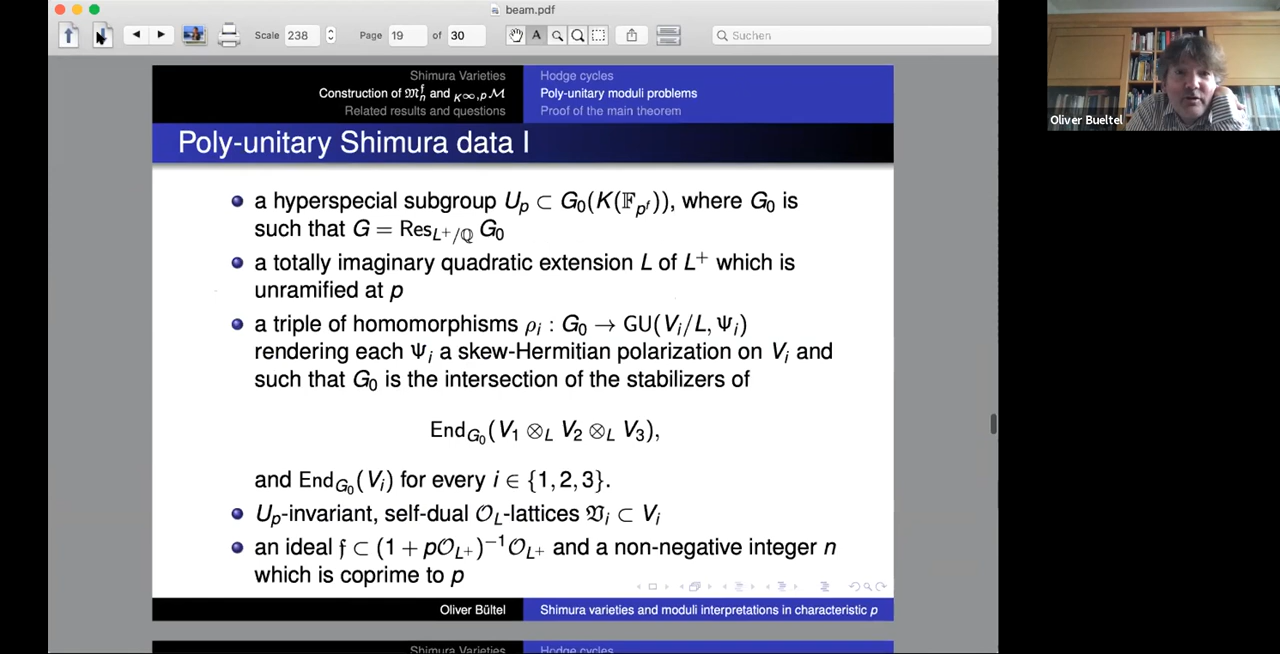 beam.pdf
Scale 238 Page 19 of 30 Suchen
Shimura Varieties
Construction of 𝔐ₙᶠ and K^{∞,p}ℳ
Related results and questions
Hodge cycles
Poly-unitary moduli problems
Proof of the main theorem
Oliver Bueltel
Poly-unitary Shimura data I
a hyperspecial subgroup U_p ⊂ G_0(K(𝔽_{p^f})), where G_0 is
such that G = Res_{L^+/ℚ} G_0
a totally imaginary quadratic extension L of L^+ which is
unramified at p
a triple of homomorphisms ρ_i : G_0 → GU(V_i/L, Ψ_i)
rendering each Ψ_i a skew-Hermitian polarization on V_i and
such that G_0 is the intersection of the stabilizers of
End_{G_0}(V_1 ⊗_L V_2 ⊗_L V_3),
and End_{G_0}(V_i) for every i ∈ {1, 2, 3}.
U_p-invariant, self-dual 𝒪_L-lattices 𝔙_i ⊂ V_i
an ideal 𝔣 ⊂ (1 + p𝒪_{L^+})^{-1}𝒪_{L^+} and a non-negative integer n
which is coprime to p
Oliver Bültel
Shimura varieties and moduli interpretations in characteristic p
Shimura Varieties
Hodge cycles